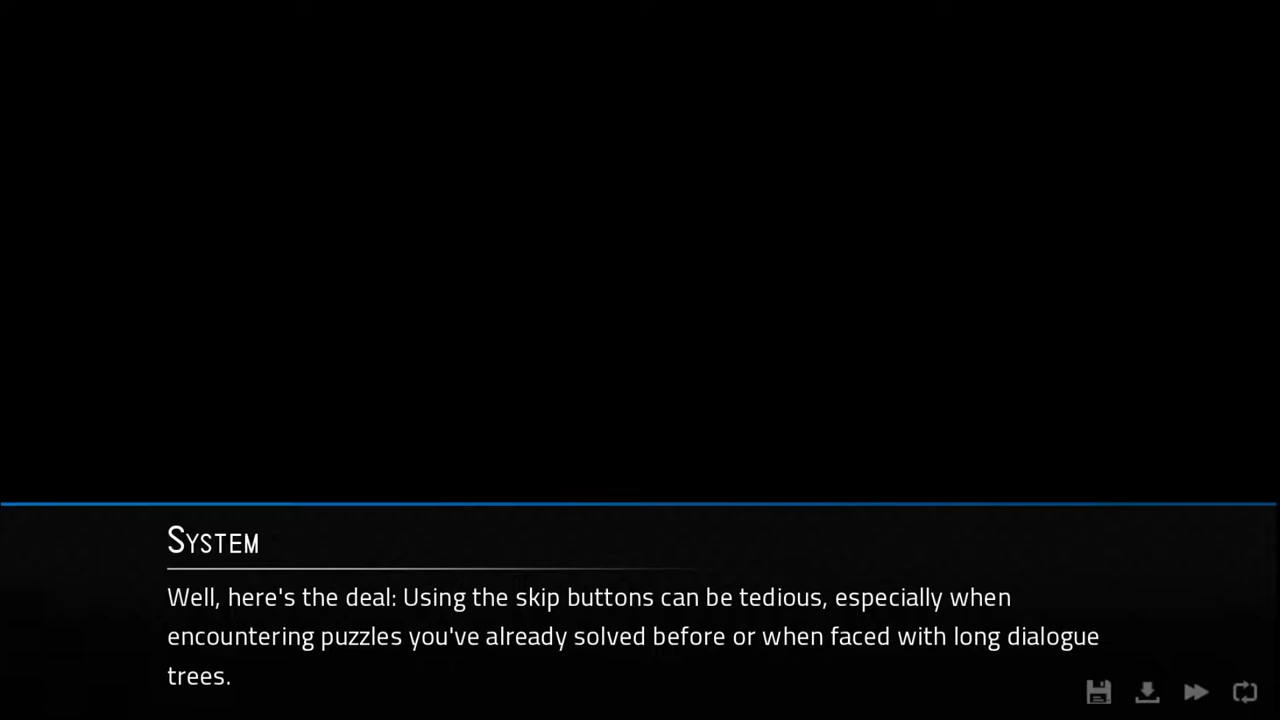 System
Well, here's the deal: Using the skip buttons can be tedious, especially when
encountering puzzles you've already solved before or when faced with long dialogue
trees.